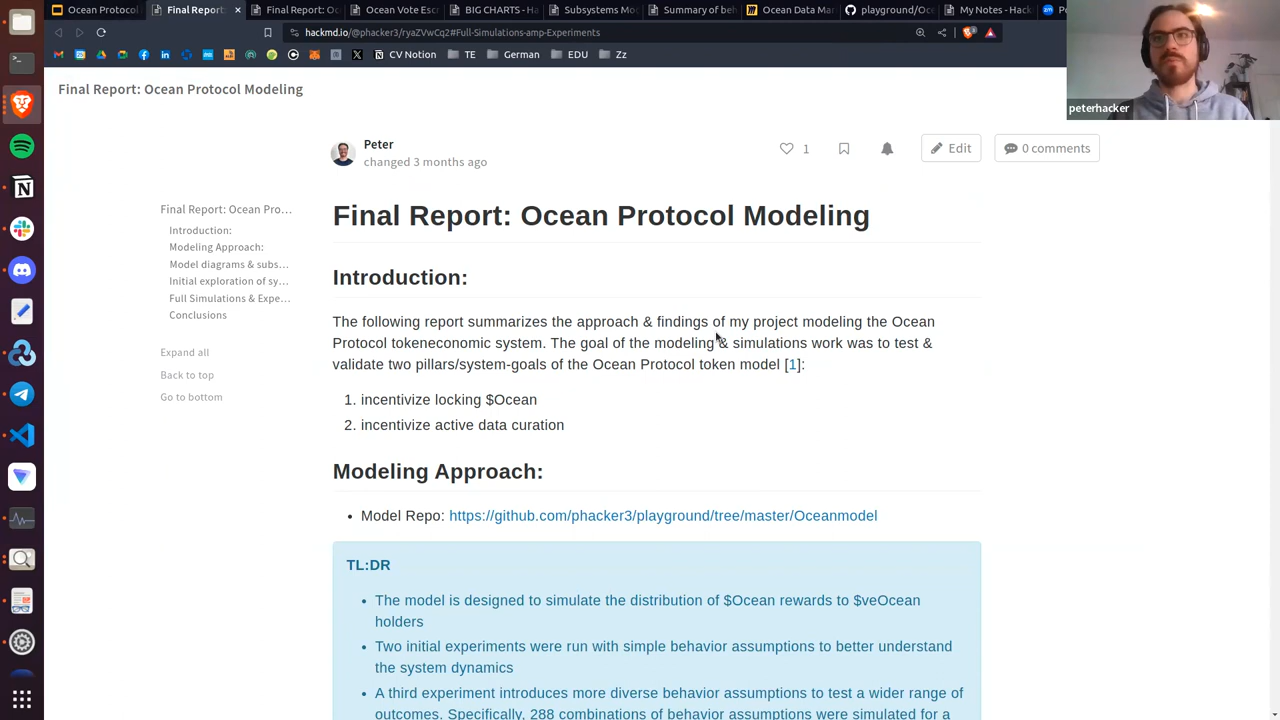 Ocean Protocol
Final Report:
Final Report: Oc
Ocean Vote Esc
BIG CHARTS - Ha
Subsystems Mo
Summary of beh
Ocean Data Mar
playground/Oce
My Notes - Hack
hackmd.io/@phacker3/ryaZVwCq2#Full-Simulations-amp-Experiments
CV Notion
TE
German
EDU
Zz
peterhacker
Final Report: Ocean Protocol Modeling
Peter
changed 3 months ago
1
Edit
0 comments
Final Report: Ocean Pro...
Introduction:
Modeling Approach:
Model diagrams & subs...
Initial exploration of sy...
Full Simulations & Expe...
Conclusions
Expand all
Back to top
Go to bottom
Final Report: Ocean Protocol Modeling
Introduction:
The following report summarizes the approach & findings of my project modeling the Ocean
Protocol tokeneconomic system. The goal of the modeling & simulations work was to test &
validate two pillars/system-goals of the Ocean Protocol token model [1]:
1. incentivize locking $Ocean
2. incentivize active data curation
Modeling Approach:
• Model Repo: https://github.com/phacker3/playground/tree/master/Oceanmodel
TL:DR
• The model is designed to simulate the distribution of $Ocean rewards to $veOcean
holders
• Two initial experiments were run with simple behavior assumptions to better understand
the system dynamics
• A third experiment introduces more diverse behavior assumptions to test a wider range of
outcomes. Specifically, 288 combinations of behavior assumptions were simulated for a